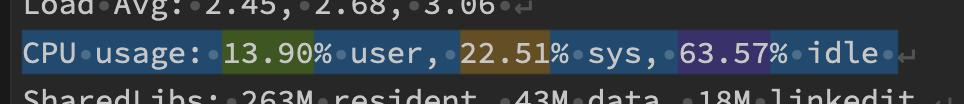 Load Avg: 2.45, 2.68, 3.06
CPU usage: 13.90% user, 22.51% sys, 63.57% idle
SharedLibs: 263M resident, 43M data, 18M linkedit.